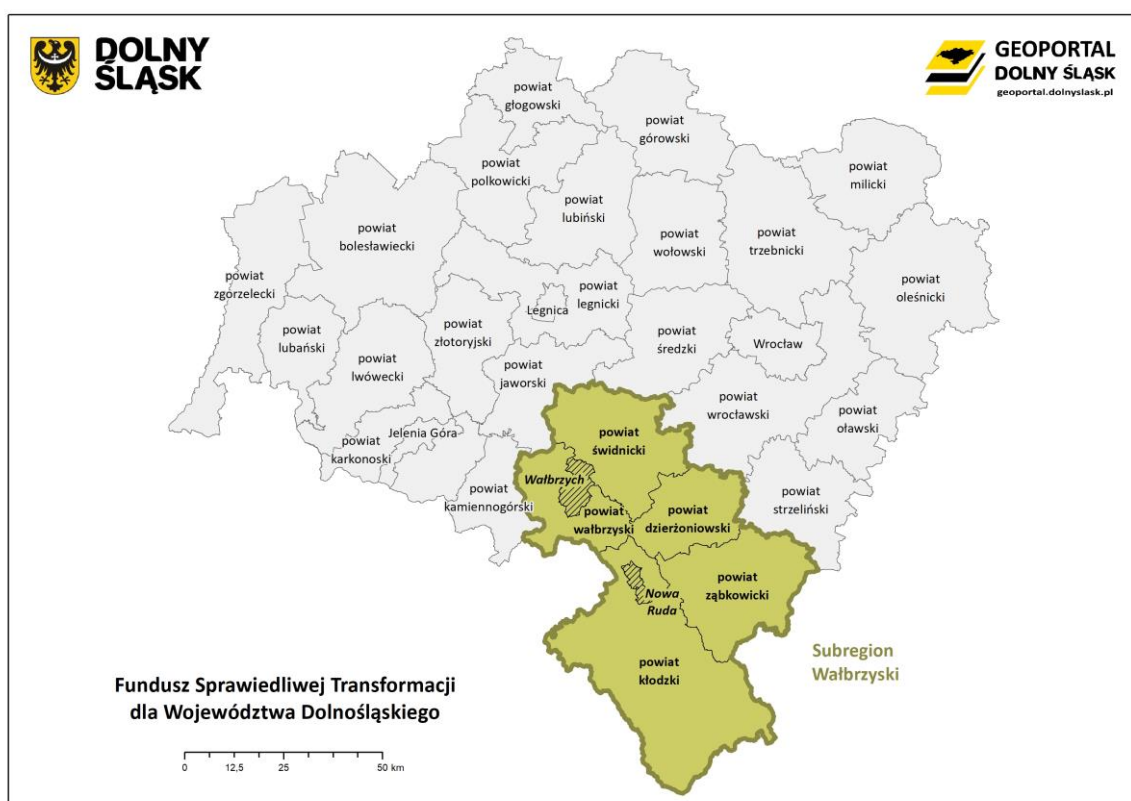 DOLNY
ŚLĄSK
GEOPORTAL
DOLNY ŚLĄSK
geoportal.dolnyslask.pl
powiat
głogowski
powiat
górowski
powiat
milicki
powiat
polkowicki
powiat
lubiński
powiat
wołowski
powiat
trzebnicki
powiat
bolesławiecki
powiat
zgorzelecki
powiat
oleśnicki
Legnica
powiat
legnicki
powiat
lubański
powiat
złotoryjski
powiat
średzki
Wrocław
powiat
lwówecki
powiat
jaworski
powiat
wrocławski
powiat
oławski
Jelenia Góra
powiat
karkonoski
powiat
świdnicki
Wałbrzych
powiat
kamiennogórski
powiat
strzeliński
powiat
wałbrzyski
powiat
dzierżoniowski
powiat
ząbkowicki
Nowa
Ruda
powiat
kłodzki
Subregion
Wałbrzyski
Fundusz Sprawiedliwej Transformacji
dla Województwa Dolnośląskiego
0 12,5 25 50 km